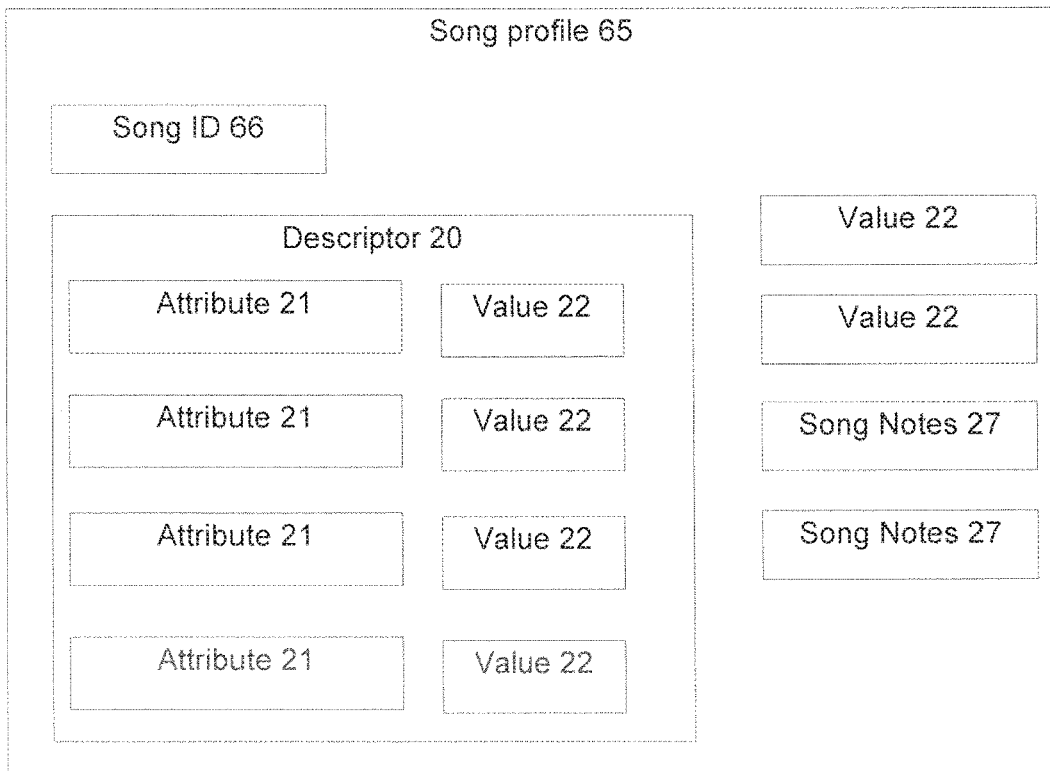 Song profile 65
Song ID 66
Descriptor 20
Attribute 21
Value 22
Attribute 21
Value 22
Attribute 21
Value 22
Attribute 21
Value 22
Value 22
Value 22
Song Notes 27
Song Notes 27